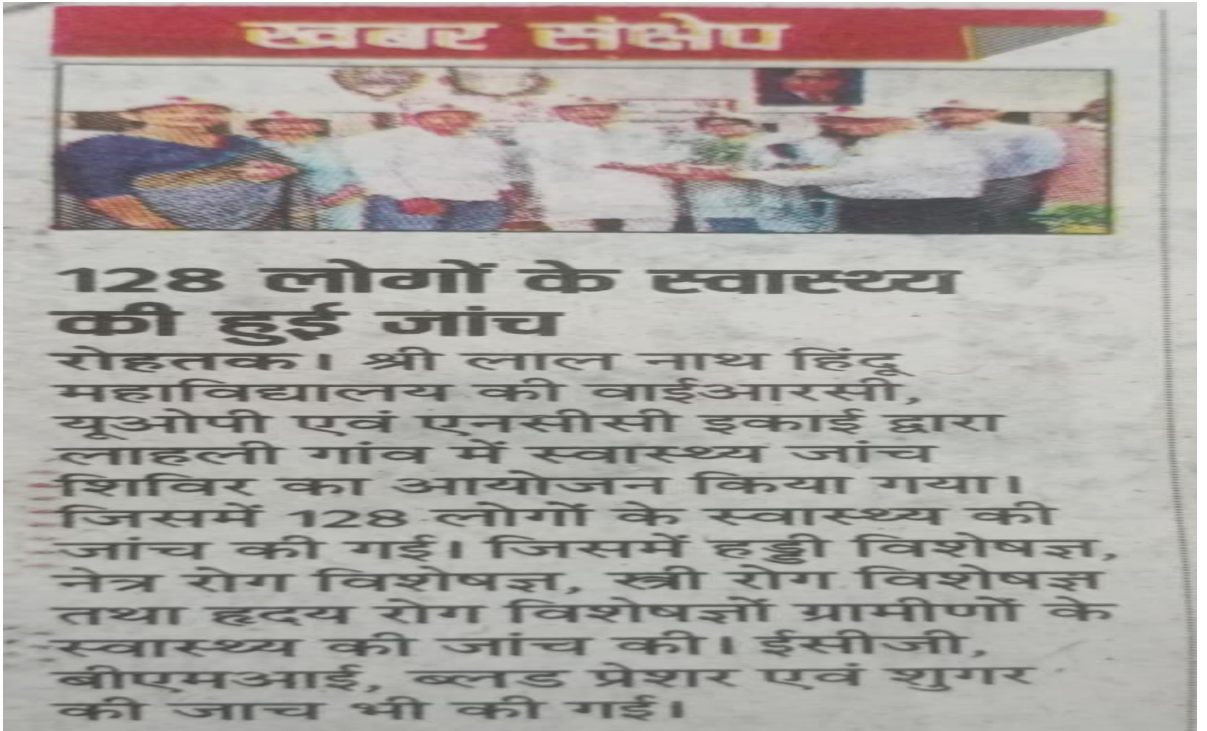 खबर संक्षेप
128 लोगों के स्वास्थ्य
की हुई जांच
रोहतक। श्री लाल नाथ हिंदू
महाविद्यालय की वाईआरसी,
यूओपी एवं एनसीसी इकाई द्वारा
लाहली गांव में स्वास्थ्य जांच
शिविर का आयोजन किया गया।
जिसमें 128 लोगों के स्वास्थ्य की
जांच की गई। जिसमें हड्डी विशेषज्ञ,
नेत्र रोग विशेषज्ञ, स्त्री रोग विशेषज्ञ
तथा हृदय रोग विशेषज्ञों ग्रामीणों के
स्वास्थ्य की जांच की। ईसीजी,
बीएमआई, ब्लड प्रेशर एवं शुगर
की जाच भी की गई।